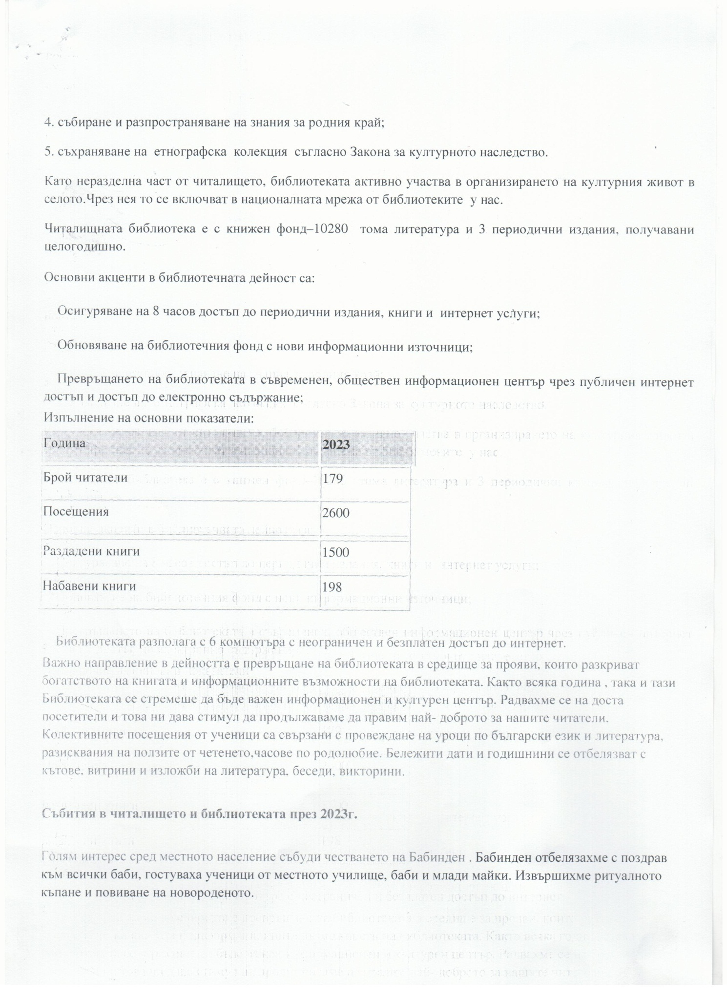 4. събиране и разпространяване на знания за родния край;
5. съхраняване на етнографска колекция съгласно Закона за културното наследство.
Като неразделна част от читалището, библиотеката активно участва в организирането на културния живот в
селото.Чрез нея то се включват в националната мрежа от библиотеките у нас.
Читалищната библиотека е с книжен фонд–10280 тома литература и 3 периодични издания, получавани
целогодишно.
Основни акценти в библиотечната дейност са:
Осигуряване на 8 часов достъп до периодични издания, книги и интернет услуги;
Обновяване на библиотечния фонд с нови информационни източници;
Превръщането на библиотеката в съвременен, обществен информационен център чрез публичен интернет
достъп и достъп до електронно съдържание;
Изпълнение на основни показатели:
Година 2023
Брой читатели 179
Посещения 2600
Раздадени книги 1500
Набавени книги 198
Библиотеката разполага с 6 компютъра с неограничен и безплатен достъп до интернет.
Важно направление в дейността е превръщане на библиотеката в средище за прояви, които разкриват
богатството на книгата и информационните възможности на библиотеката. Както всяка година , така и тази
Библиотеката се стремеше да бъде важен информационен и културен център. Радвахме се на доста
посетители и това ни дава стимул да продължаваме да правим най- доброто за нашите читатели.
Колективните посещения от ученици са свързани с провеждане на уроци по български език и литература,
разисквания на ползите от четенето,часове по родолюбие. Бележити дати и годишнини се отбелязват с
кътове, витрини и изложби на литература, беседи, викторини.
Събития в читалището и библиотеката през 2023г.
Голям интерес сред местното население събуди честването на Бабинден . Бабинден отбелязахме с поздрав
към всички баби, гостуваха ученици от местното училище, баби и млади майки. Извършихме ритуалното
къпане и повиване на новороденото.